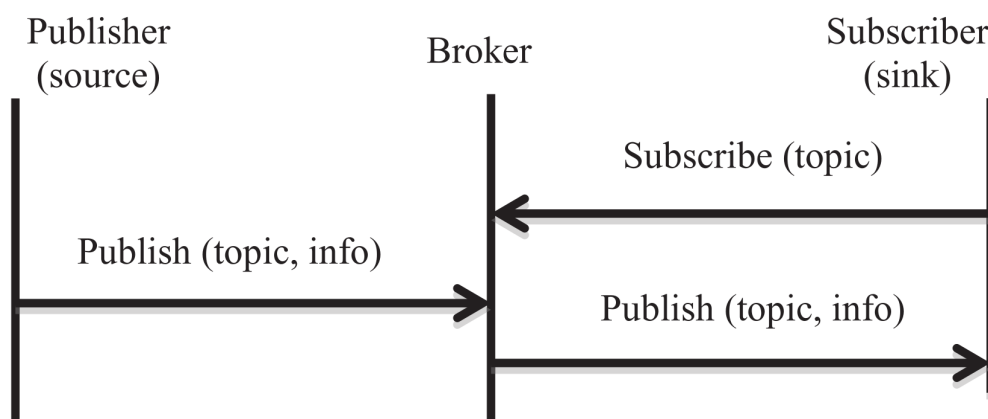 Publisher
(source)
Broker
Subscriber
(sink)
Subscribe (topic)
Publish (topic, info)
Publish (topic, info)